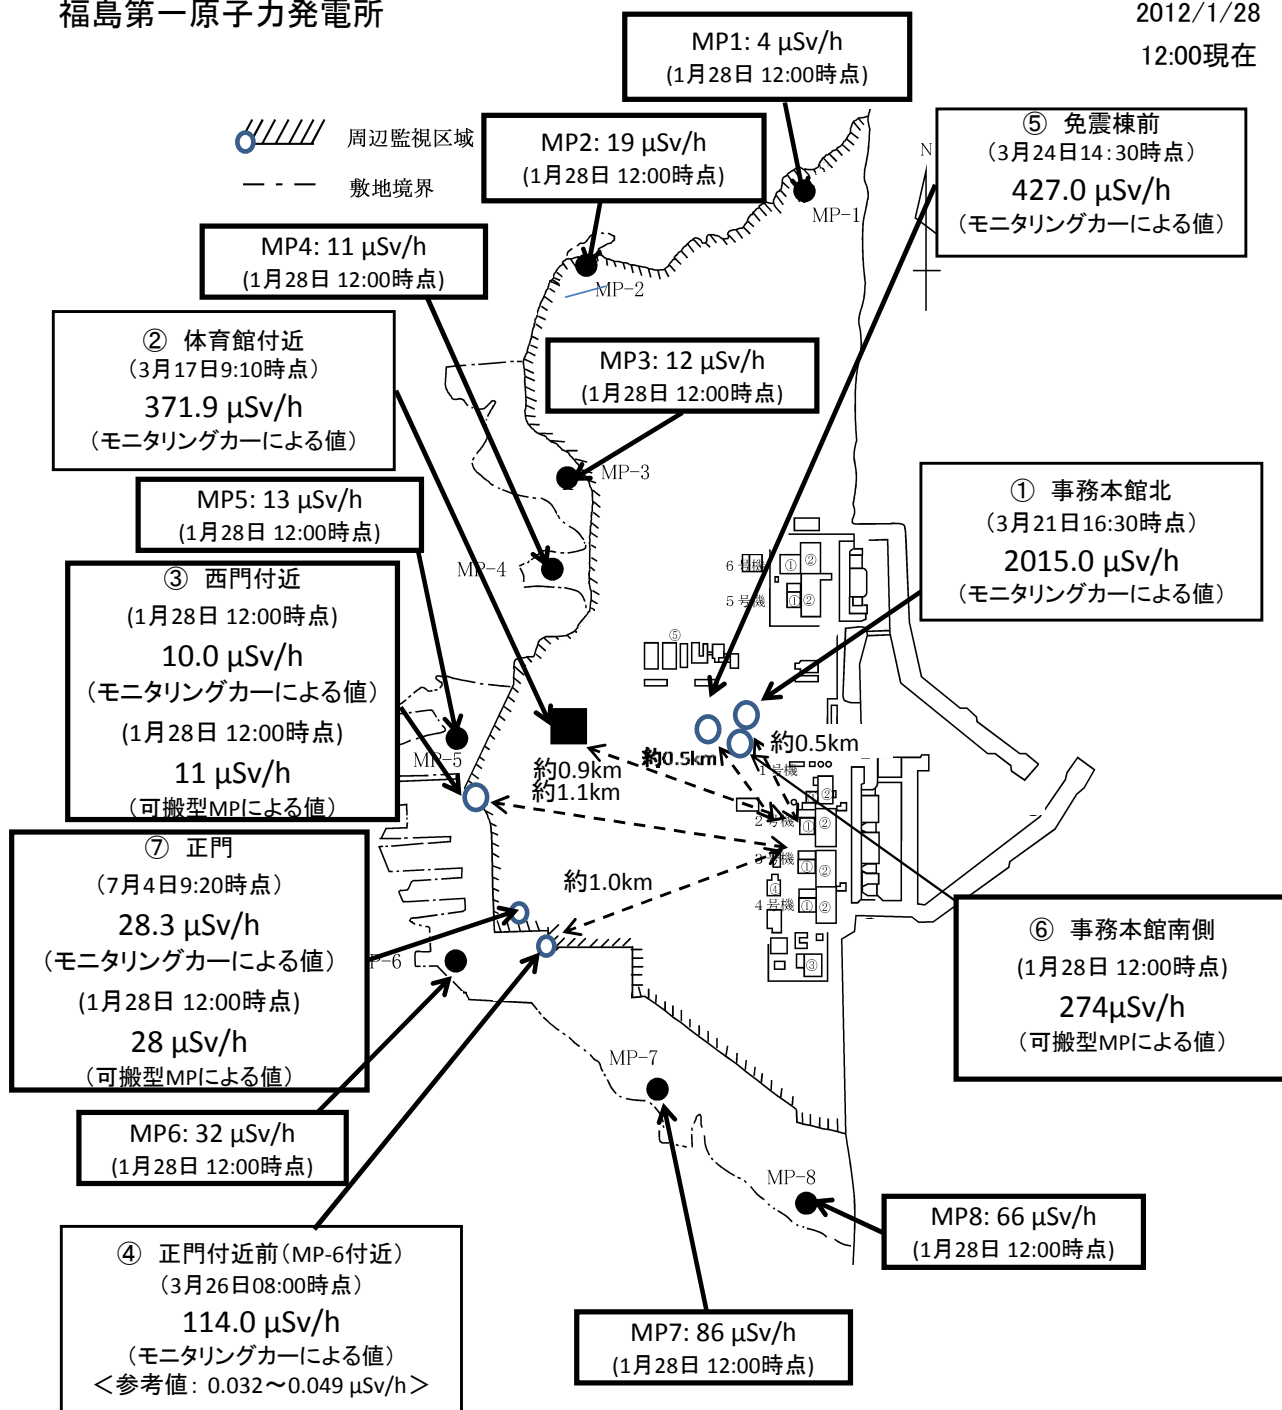 福島第一原子力発電所
2012/1/28
12:00現在
周辺監視区域
敷地境界
MP1: 4 μSv/h
(1月28日 12:00時点)
MP2: 19 μSv/h
(1月28日 12:00時点)
⑤ 免震棟前
(3月24日14:30時点)
427.0 μSv/h
(モニタリングカーによる値)
N
MP-1
MP4: 11 μSv/h
(1月28日 12:00時点)
MP-2
② 体育館付近
(3月17日9:10時点)
371.9 μSv/h
(モニタリングカーによる値)
MP3: 12 μSv/h
(1月28日 12:00時点)
MP-3
MP5: 13 μSv/h
(1月28日 12:00時点)
① 事務本館北
(3月21日16:30時点)
2015.0 μSv/h
(モニタリングカーによる値)
MP-4
③ 西門付近
(1月28日 12:00時点)
10.0 μSv/h
(モニタリングカーによる値)
(1月28日 12:00時点)
11 μSv/h
(可搬型MPによる値)
6号機
① ②
5号機
① ②
⑤
MP-5
約0.9km
約1.1km
約0.5km
約0.5km
1号機
②
2号機
① ②
3号機
① ②
④
4号機
① ②
③
⑦ 正門
(7月4日9:20時点)
28.3 μSv/h
(モニタリングカーによる値)
(1月28日 12:00時点)
28 μSv/h
(可搬型MPによる値)
約1.0km
P-6
⑥ 事務本館南側
(1月28日 12:00時点)
274μSv/h
(可搬型MPによる値)
MP-7
MP6: 32 μSv/h
(1月28日 12:00時点)
MP-8
MP8: 66 μSv/h
(1月28日 12:00時点)
④ 正門付近前(MP-6付近)
(3月26日08:00時点)
114.0 μSv/h
(モニタリングカーによる値)
＜参考値: 0.032～0.049 μSv/h＞
MP7: 86 μSv/h
(1月28日 12:00時点)